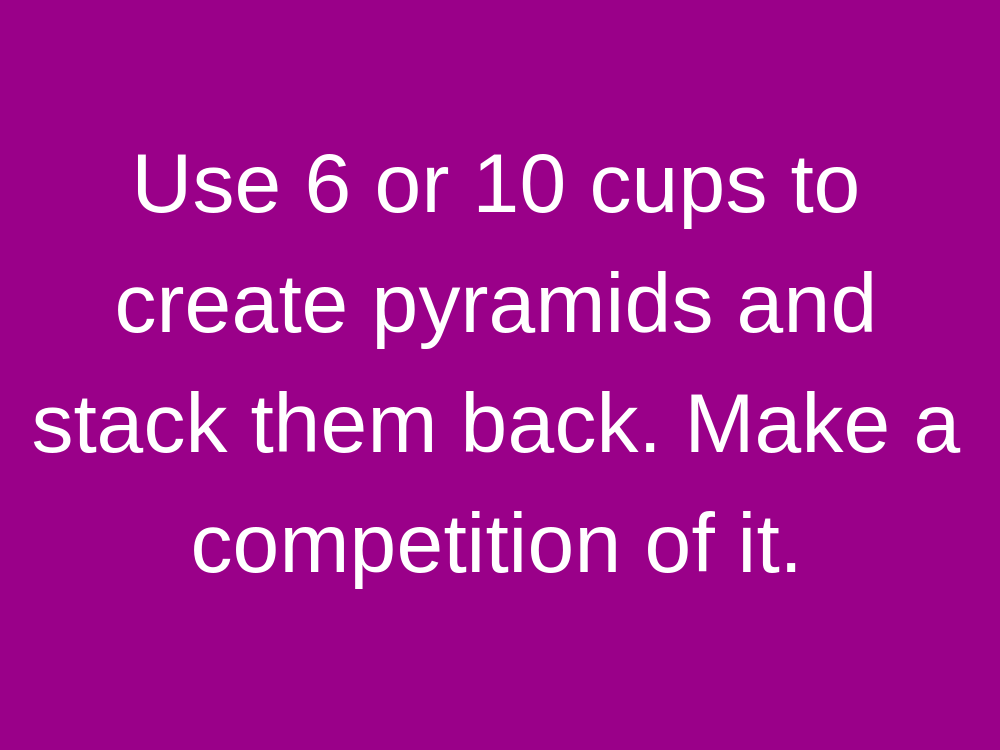 Use 6 or 10 cups to
create pyramids and
stack them back. Make a
competition of it.